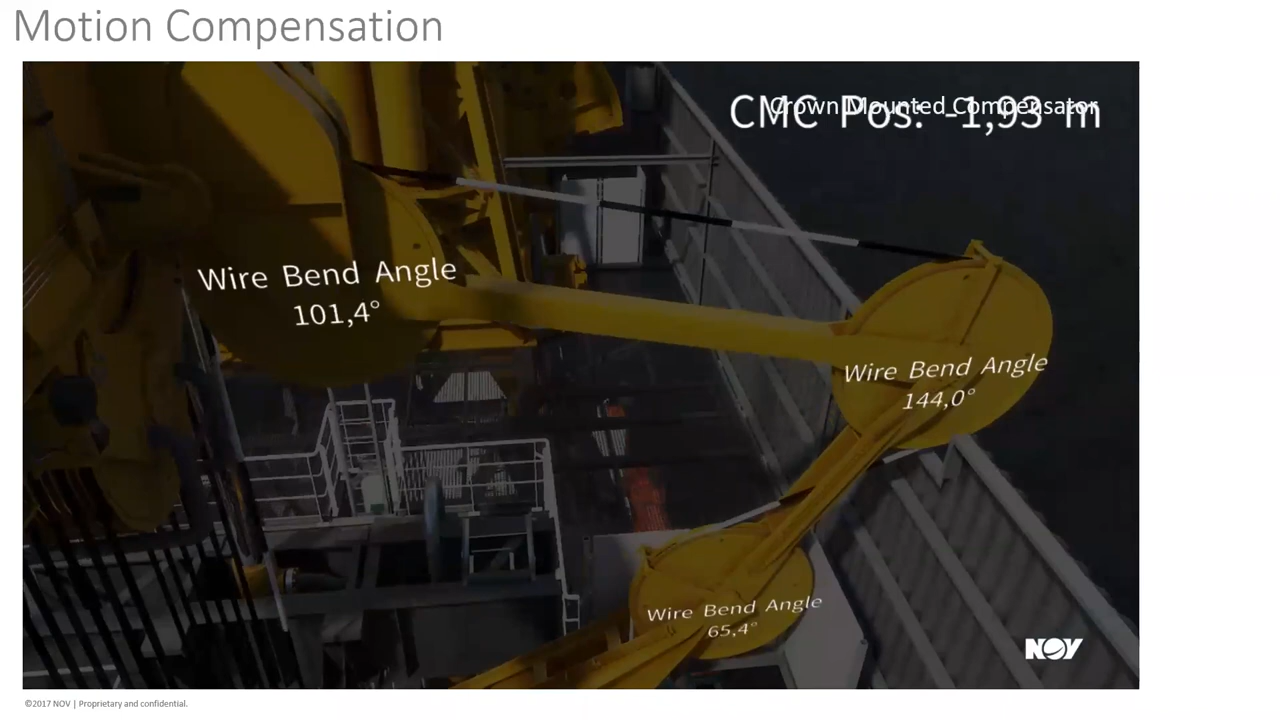 Motion Compensation
Crown Mounted Compensator
CMC Pos: -1,93 m
Wire Bend Angle
101,4°
Wire Bend Angle
144,0°
Wire Bend Angle
65,4°
NOV
©2017 NOV | Proprietary and confidential.